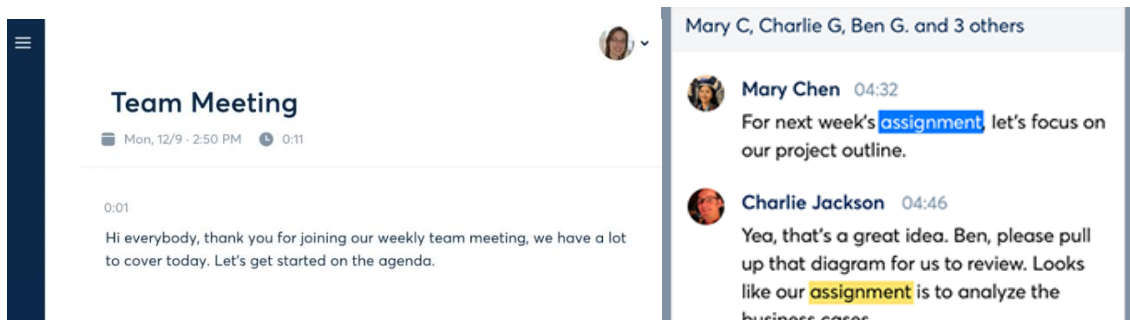 Team Meeting
Mon, 12/9 · 2:50 PM 0:11
0:01
Hi everybody, thank you for joining our weekly team meeting, we have a lot
to cover today. Let's get started on the agenda.
Mary C, Charlie G, Ben G. and 3 others
Mary Chen 04:32
For next week's assignment, let's focus on
our project outline.
Charlie Jackson 04:46
Yea, that's a great idea. Ben, please pull
up that diagram for us to review. Looks
like our assignment is to analyze the
business cases